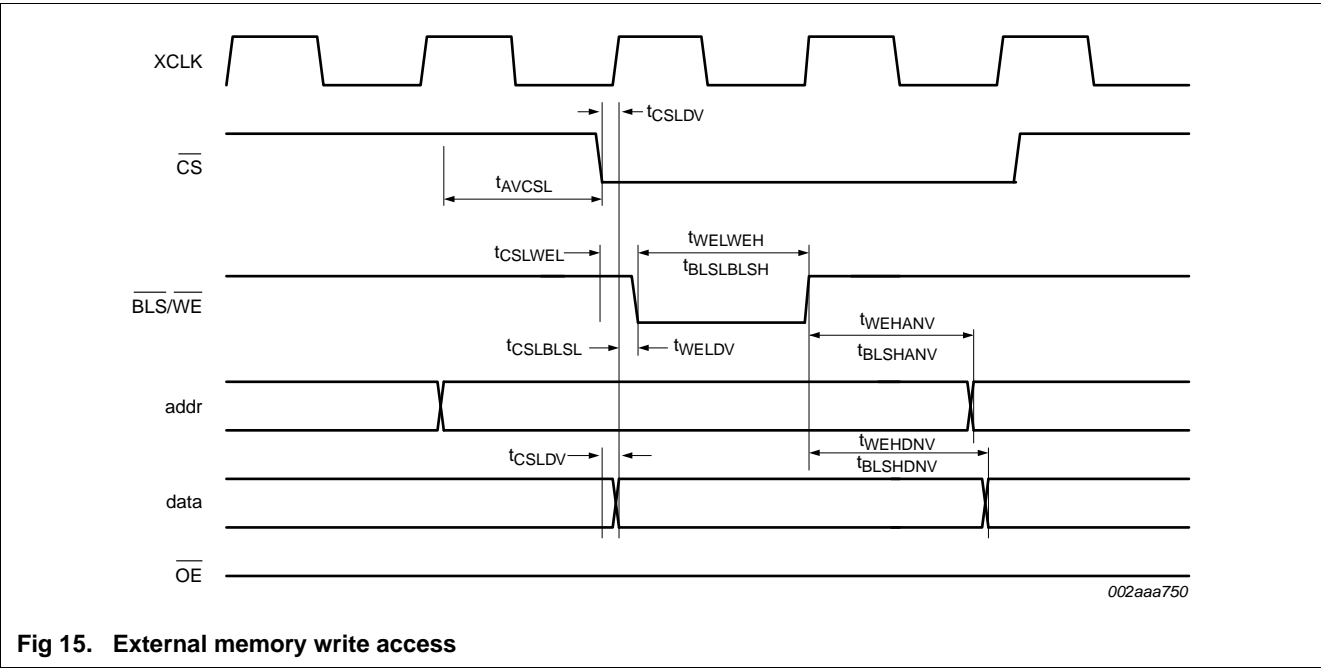 XCLK
tCSLDV
CS
tAVCSL
tCSLWEL
tWELWEH
tBLSLBLSH
BLS/WE
tWEHANV
tCSLBLSL
tWELDV
tBLSHANV
addr
tWEHDNV
tCSLDV
tBLSHDNV
data
OE
002aaa750
Fig 15. External memory write access